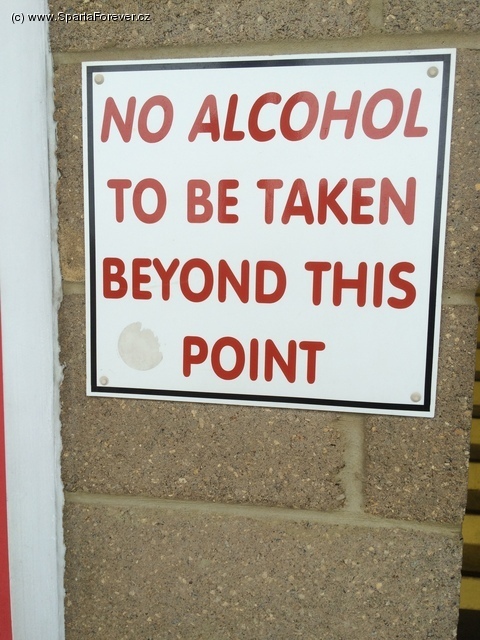 (c) www.SpartaForever.cz
NO ALCOHOL
TO BE TAKEN
BEYOND THIS
POINT